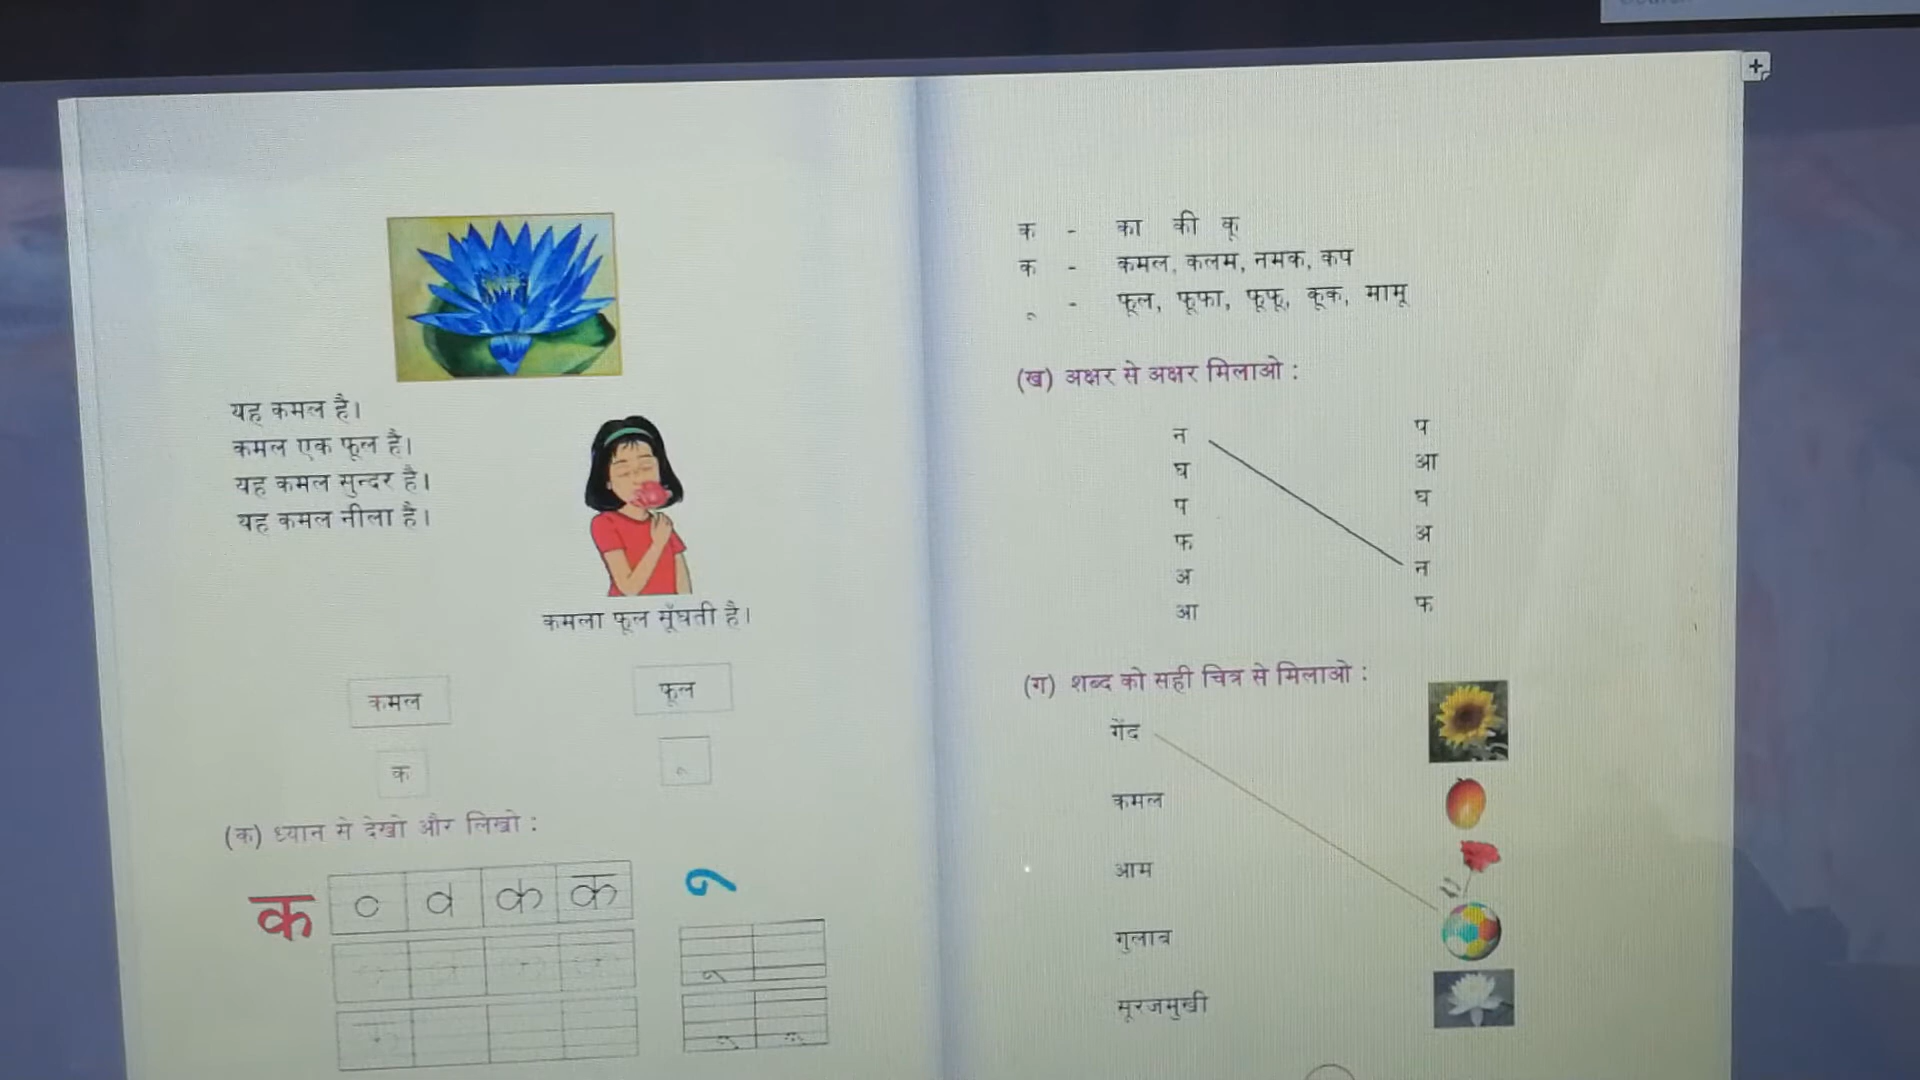 यह कमल है।
कमल एक फूल है।
यह कमल सुन्दर है।
यह कमल नीला है।
कमला फूल सूँघती है।
कमल
फूल
क
ू
(क) ध्यान से देखो और लिखो :
क
व क क
ू
क - का की कू
क - कमल, कलम, नमक, कप
ू - फूल, फूफा, फूफू, कूक, मामू
(ख) अक्षर से अक्षर मिलाओ :
न प
घ आ
प घ
फ अ
अ न
आ फ
(ग) शब्द को सही चित्र से मिलाओ :
गेंद
कमल
आम
गुलाब
सूरजमुखी